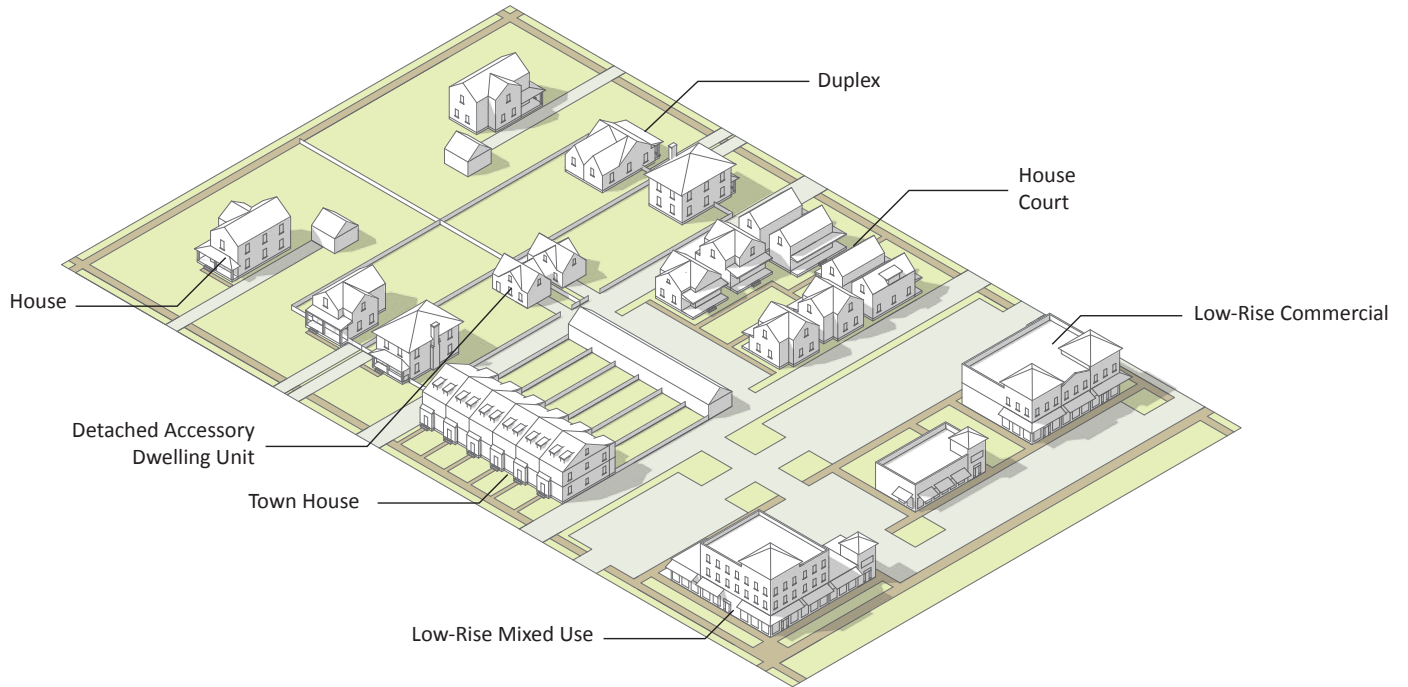 Duplex
House
Court
House
Low-Rise Commercial
Detached Accessory
Dwelling Unit
Town House
Low-Rise Mixed Use